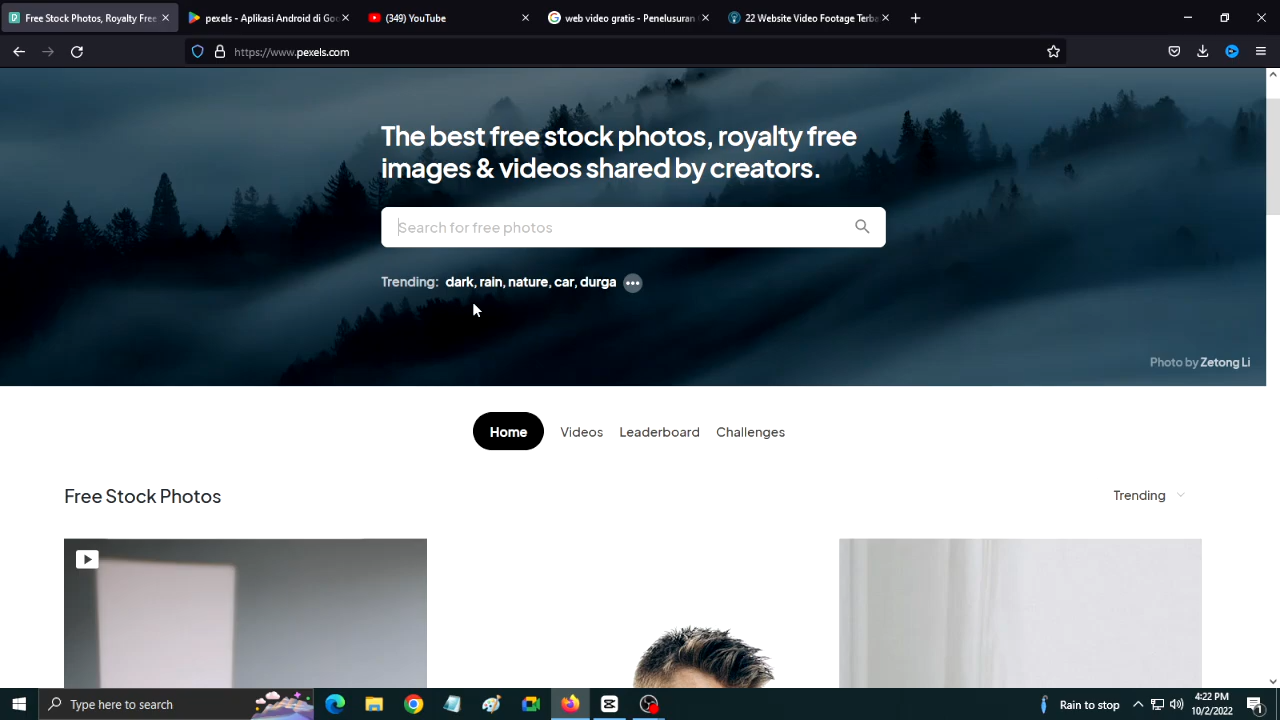 Free Stock Photos, Royalty Free
pexels - Aplikasi Android di Goo
(349) YouTube
web video gratis - Penelusuran
22 Website Video Footage Terba
https://www.pexels.com
The best free stock photos, royalty free
images & videos shared by creators.
Search for free photos
Trending: dark, rain, nature, car, durga
Photo by Zetong Li
Home
Videos
Leaderboard
Challenges
Free Stock Photos
Trending
Type here to search
Rain to stop
4:22 PM
10/2/2022
1